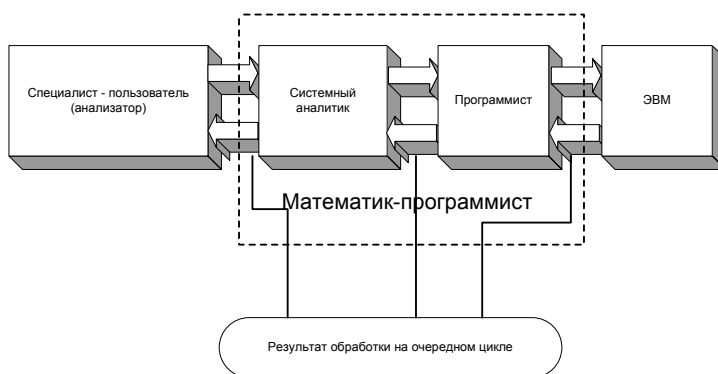 Специалист - пользователь
(анализатор)
Системный
аналитик
Программист
ЭВМ
Математик-программист
Результат обработки на очередном цикле